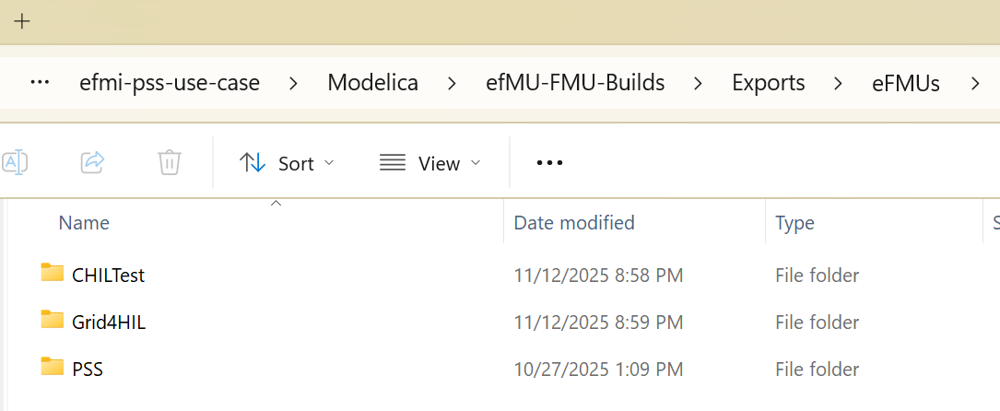 ··· efmi-pss-use-case > Modelica > efMU-FMU-Builds > Exports > eFMUs >
A Sort View ···
Name Date modified Type S
CHILTest 11/12/2025 8:58 PM File folder
Grid4HIL 11/12/2025 8:59 PM File folder
PSS 10/27/2025 1:09 PM File folder